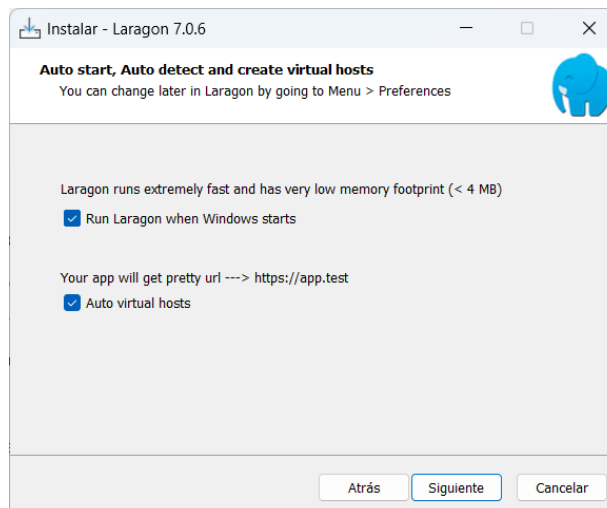 Instalar - Laragon 7.0.6
Auto start, Auto detect and create virtual hosts
You can change later in Laragon by going to Menu > Preferences
Laragon runs extremely fast and has very low memory footprint (< 4 MB)
Run Laragon when Windows starts
Your app will get pretty url ---> https://app.test
Auto virtual hosts
Atrás Siguiente Cancelar